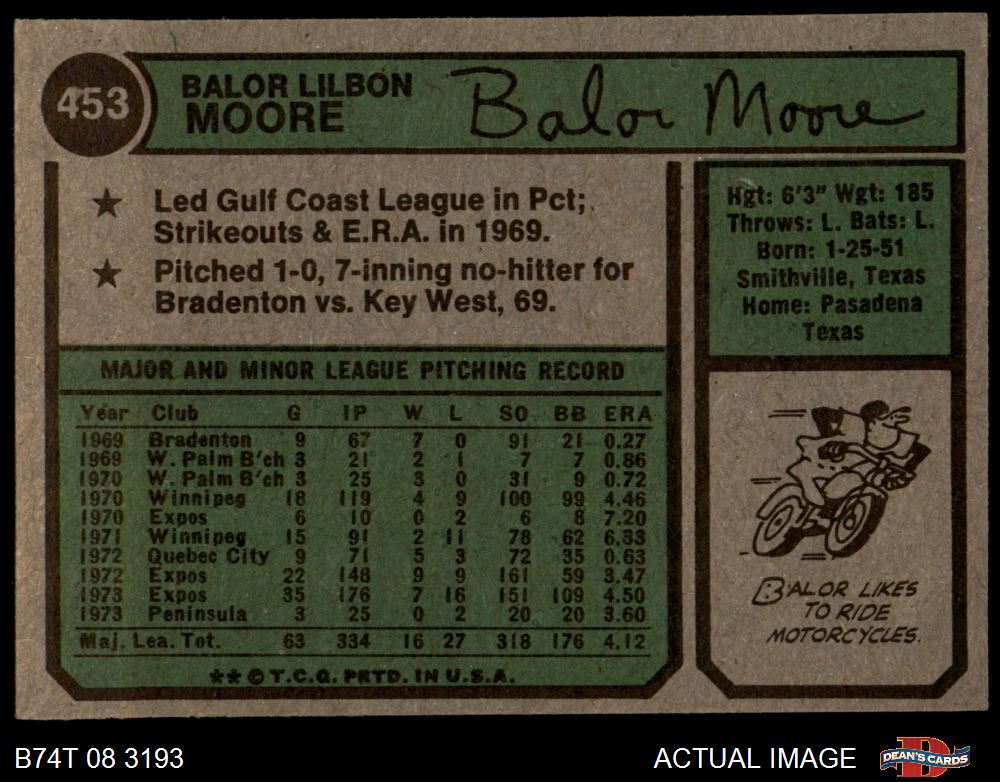 453
BALOR LILBON
MOORE
Balor Moore
★ Led Gulf Coast League in Pct;
Strikeouts & E.R.A. in 1969.
★ Pitched 1-0, 7-inning no-hitter for
Bradenton vs. Key West, 69.
Hgt: 6'3" Wgt: 185
Throws: L. Bats: L.
Born: 1-25-51
Smithville, Texas
Home: Pasadena
Texas
MAJOR AND MINOR LEAGUE PITCHING RECORD
Year Club G IP W L SO BB ERA
1969 Bradenton 9 67 7 0 91 21 0.27
1969 W. Palm B'ch 3 21 2 1 7 7 0.86
1970 W. Palm B'ch 3 25 3 0 31 9 0.72
1970 Winnipeg 18 119 4 9 100 99 4.46
1970 Expos 6 10 0 2 6 8 7.20
1971 Winnipeg 15 91 2 11 78 62 6.33
1972 Quebec City 9 71 5 3 72 35 0.63
1972 Expos 22 148 9 9 161 59 3.47
1973 Expos 35 176 7 16 151 109 4.50
1973 Peninsula 3 25 0 2 20 20 3.60
Maj. Lea. Tot. 63 334 16 27 318 176 4.12
** © T.C.G. PRTD. IN U.S.A.
BALOR LIKES
TO RIDE
MOTORCYCLES.
B74T 08 3193
ACTUAL IMAGE
DEAN'S CARDS